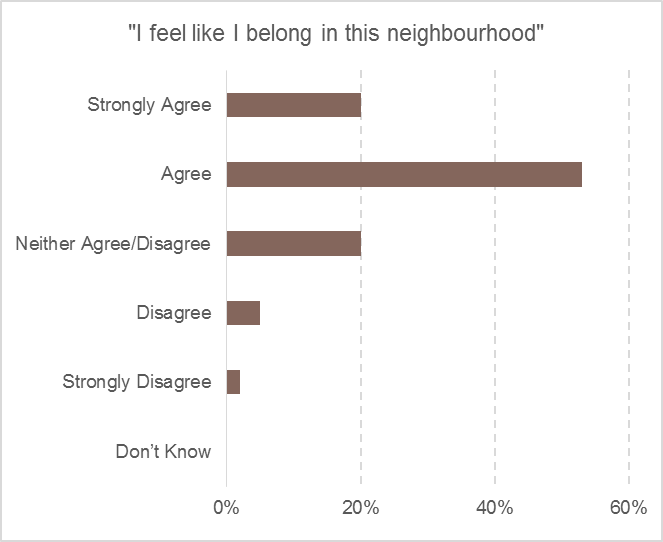 "I feel like I belong in this neighbourhood"
Strongly Agree
Agree
Neither Agree/Disagree
Disagree
Strongly Disagree
Don’t Know
0% 20% 40% 60%